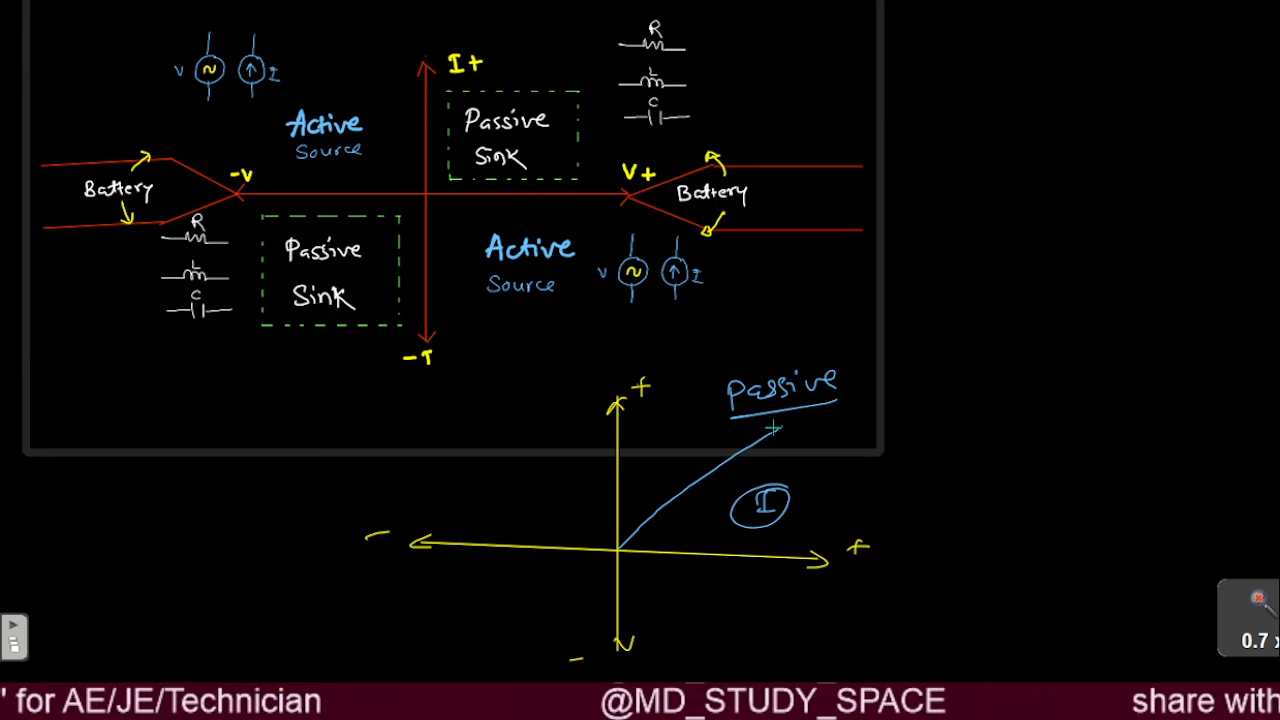 R
L
C
V
I
I+
Active
Source
Passive
Sink
-V
V+
Battery
Battery
R
L
C
Passive
Sink
Active
Source
V
I
-I
+
Passive
I
-
+
-
' for AE/JE/Technician
@MD_STUDY_SPACE
share with
0.7 x